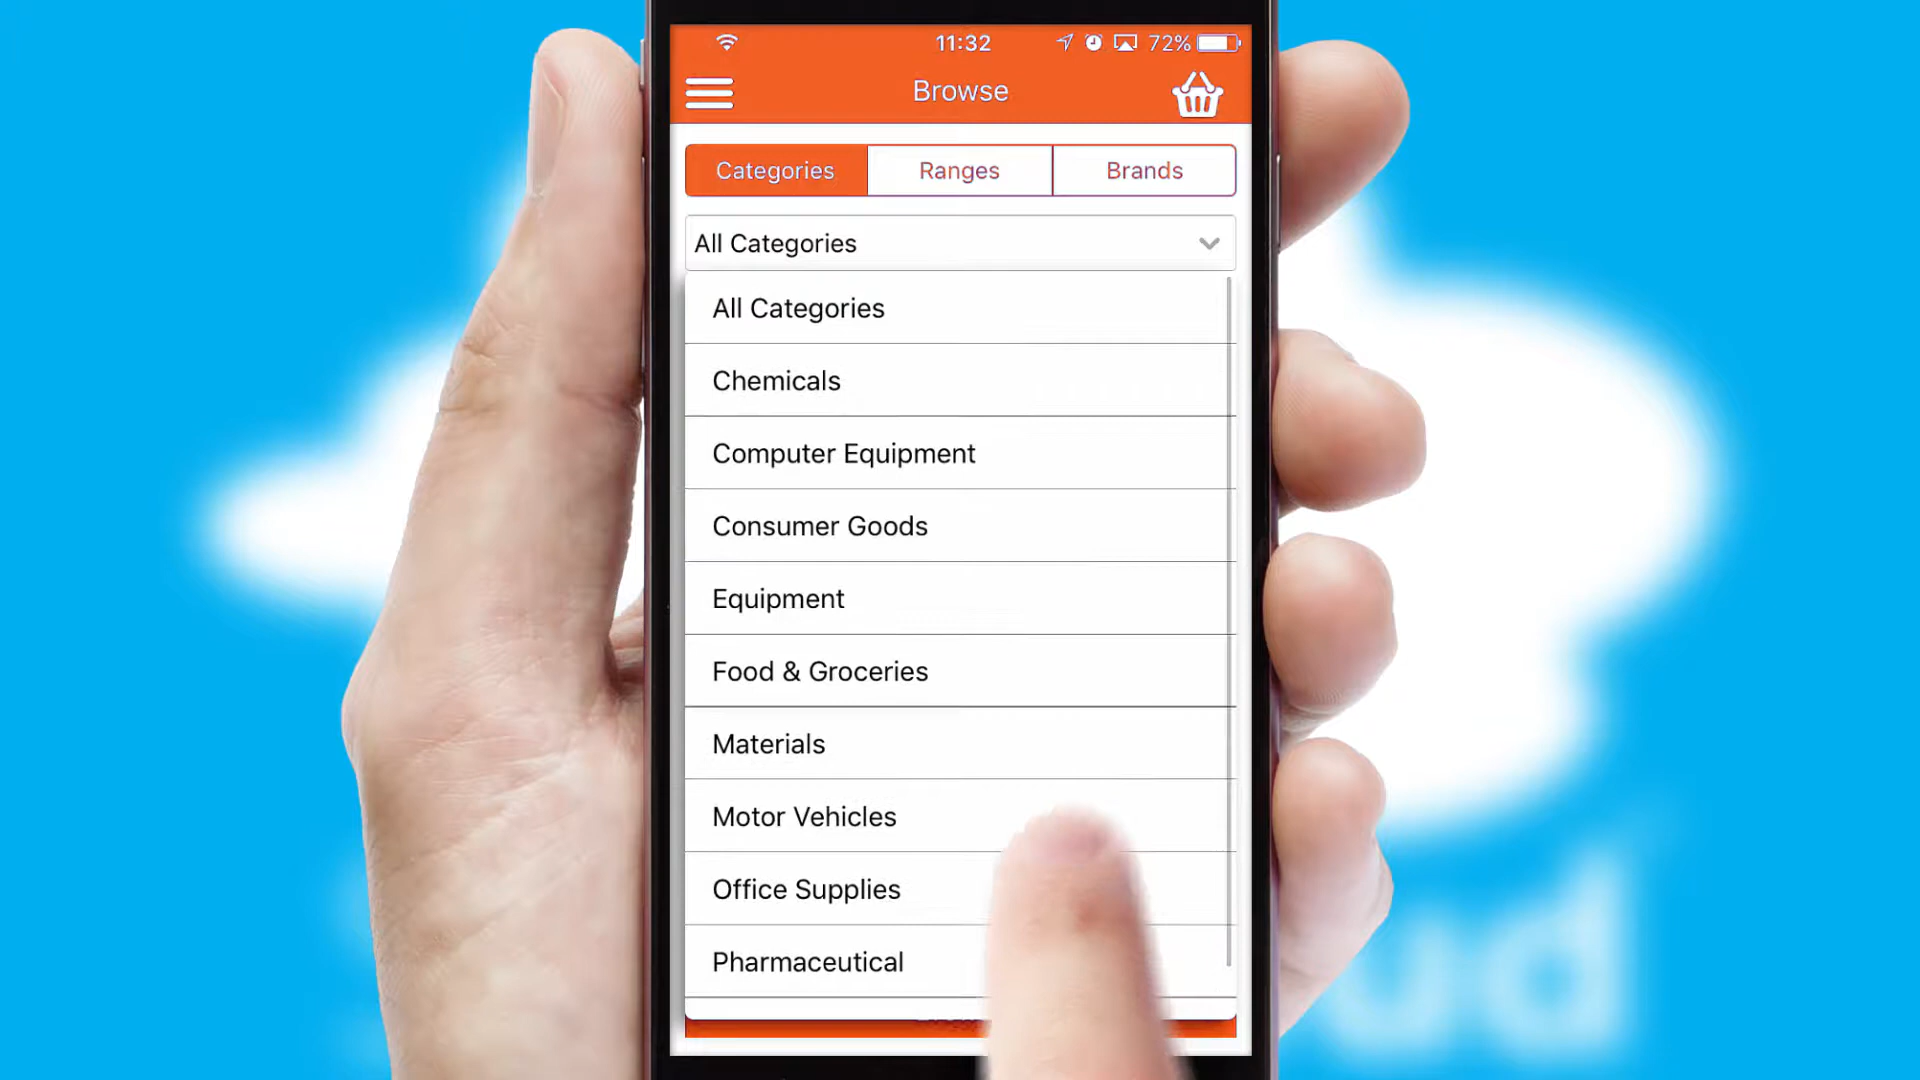 11:32
72%
Browse
Categories
Ranges
Brands
All Categories
All Categories
Chemicals
Computer Equipment
Consumer Goods
Equipment
Food & Groceries
Materials
Motor Vehicles
Office Supplies
Pharmaceutical
ud